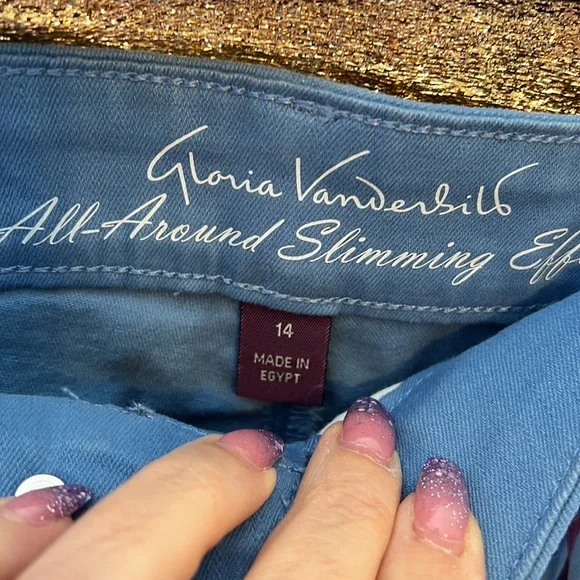 Gloria Vanderbilt
All-Around Slimming Eff
14
MADE IN
EGYPT